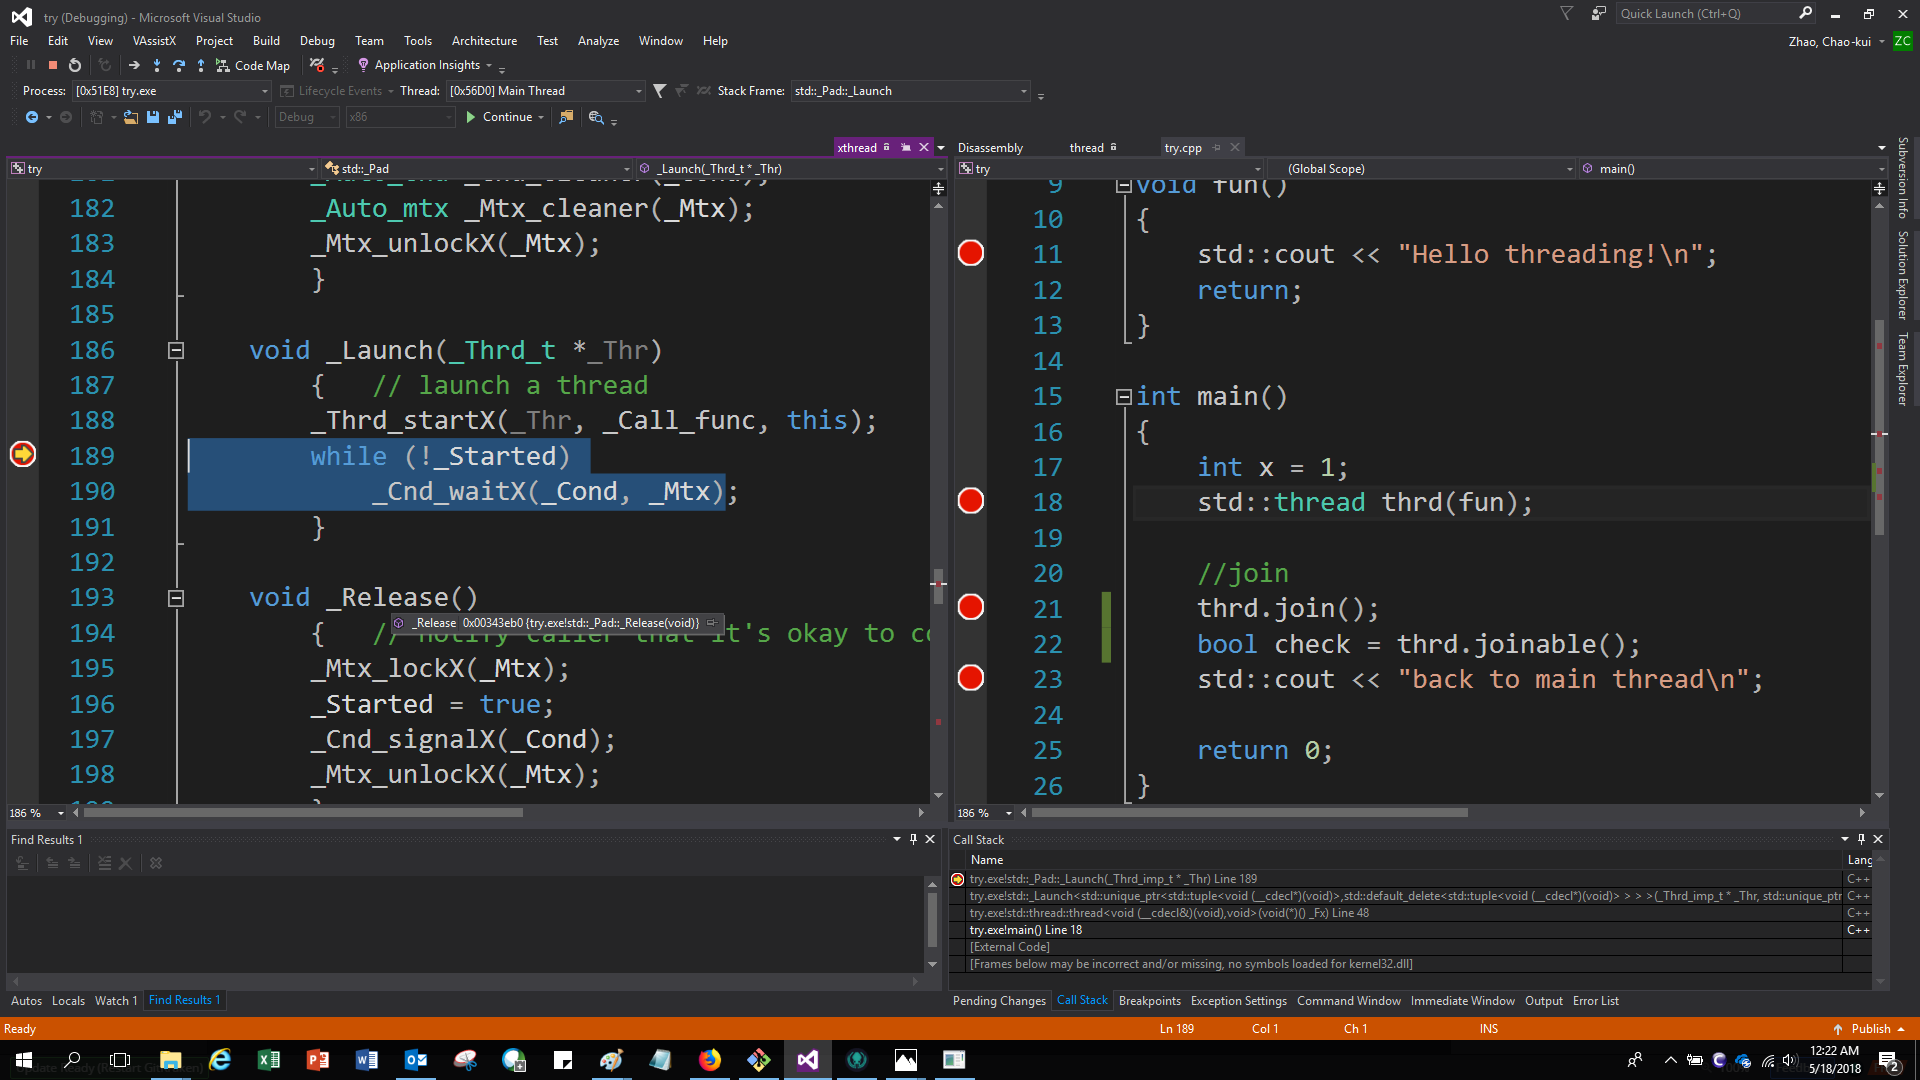 try (Debugging) - Microsoft Visual Studio
Quick Launch (Ctrl+Q)
File Edit View VAssistX Project Build Debug Team Tools Architecture Test Analyze Window Help
Zhao, Chao-kui ZC
Code Map Application Insights
Process: [0x51E8] try.exe Lifecycle Events Thread: [0x56D0] Main Thread Stack Frame: std::_Pad::_Launch
Debug x86 Continue
xthread
try std::_Pad _Launch(_Thrd_t * _Thr)
182 _Auto_mtx _Mtx_cleaner(_Mtx);
183 _Mtx_unlockX(_Mtx);
184 }
185
186 void _Launch(_Thrd_t *_Thr)
187 { // launch a thread
188 _Thrd_startX(_Thr, _Call_func, this);
189 while (!_Started)
190 _Cnd_waitX(_Cond, _Mtx);
191 }
192
193 void _Release()
_Release 0x00343eb0 {try.exe!std::_Pad::_Release(void)}
194 { // notify caller that it's okay to co
195 _Mtx_lockX(_Mtx);
196 _Started = true;
197 _Cnd_signalX(_Cond);
198 _Mtx_unlockX(_Mtx);
186 %
Disassembly thread try.cpp
try (Global Scope) main()
9 void fun()
10 {
11 std::cout << "Hello threading!\n";
12 return;
13 }
14
15 int main()
16 {
17 int x = 1;
18 std::thread thrd(fun);
19
20 //join
21 thrd.join();
22 bool check = thrd.joinable();
23 std::cout << "back to main thread\n";
24
25 return 0;
26 }
186 %
Subversion Info
Solution Explorer
Team Explorer
Find Results 1
Autos Locals Watch 1 Find Results 1
Call Stack
Name Lang
try.exe!std::_Pad::_Launch(_Thrd_imp_t * _Thr) Line 189 C++
try.exe!std::_Launch<std::unique_ptr<std::tuple<void (__cdecl*)(void)>,std::default_delete<std::tuple<void (__cdecl*)(void)> > > >(_Thrd_imp_t * _Thr, std::unique_ptr C++
try.exe!std::thread::thread<void (__cdecl&)(void),void>(void(*)() _Fx) Line 48 C++
try.exe!main() Line 18 C++
[External Code]
[Frames below may be incorrect and/or missing, no symbols loaded for kernel32.dll]
Pending Changes Call Stack Breakpoints Exception Settings Command Window Immediate Window Output Error List
Ready Ln 189 Col 1 Ch 1 INS Publish
12:22 AM
5/18/2018
2